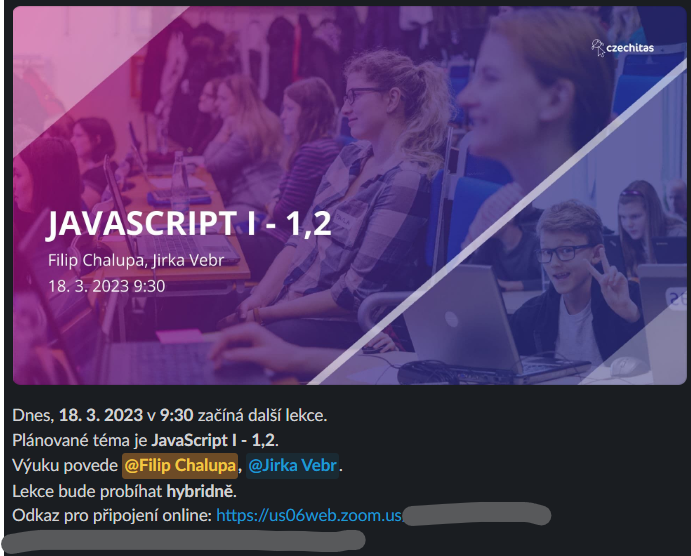 czechitas
JAVASCRIPT I - 1,2
Filip Chalupa, Jirka Vebr
18. 3. 2023 9:30
Dnes, 18. 3. 2023 v 9:30 začíná další lekce.
Plánované téma je JavaScript I - 1,2.
Výuku povede @Filip Chalupa, @Jirka Vebr.
Lekce bude probíhat hybridně.
Odkaz pro připojení online: https://us06web.zoom.us